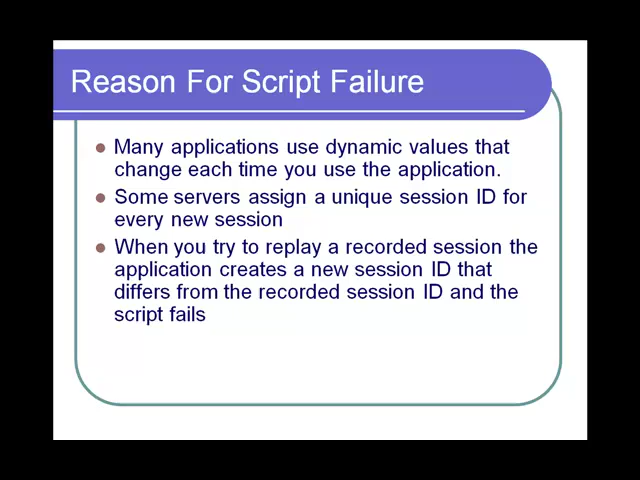 Reason For Script Failure
Many applications use dynamic values that
change each time you use the application.
Some servers assign a unique session ID for
every new session
When you try to replay a recorded session the
application creates a new session ID that
differs from the recorded session ID and the
script fails